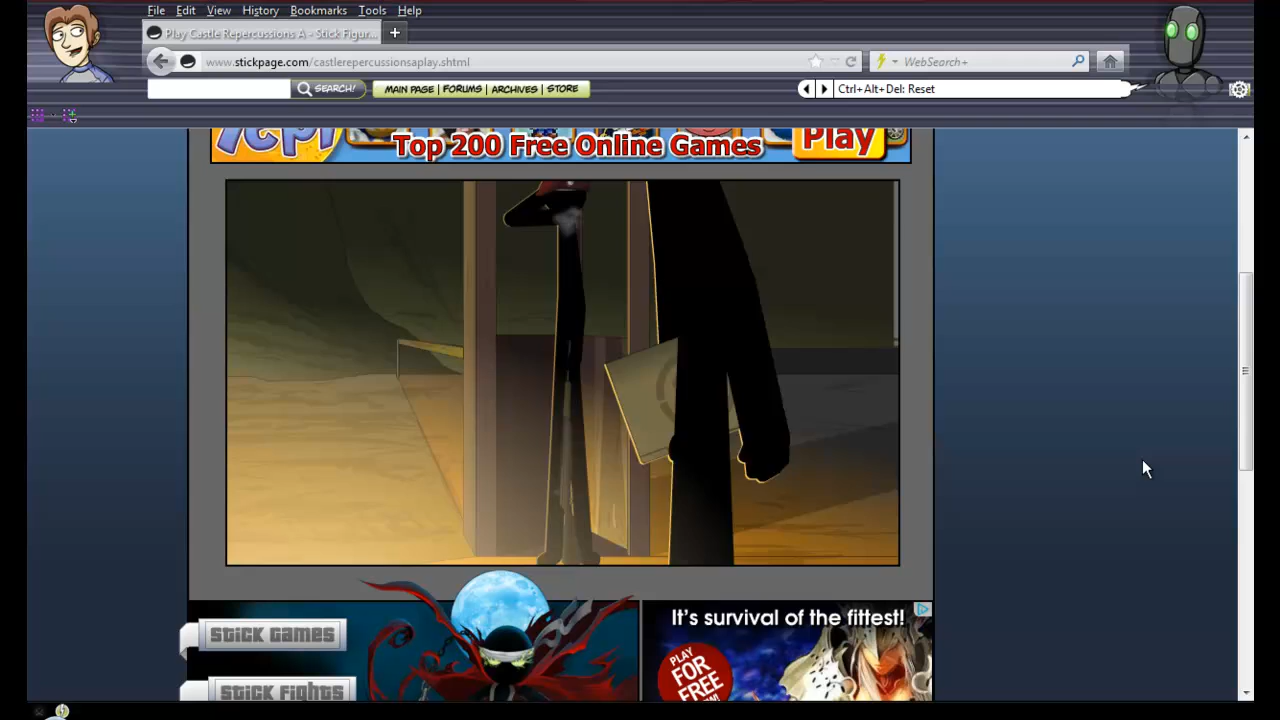 File Edit View History Bookmarks Tools Help
Play Castle Repercussions A - Stick Figur...
www.stickpage.com/castlerepercussionsaplay.shtml
WebSearch+
SEARCH!
MAIN PAGE | FORUMS | ARCHIVES | STORE
Ctrl+Alt+Del: Reset
Top 200 Free Online Games
Play
It's survival of the fittest!
STICK GAMES
PLAY
FOR
FREE
STICK FIGHTS